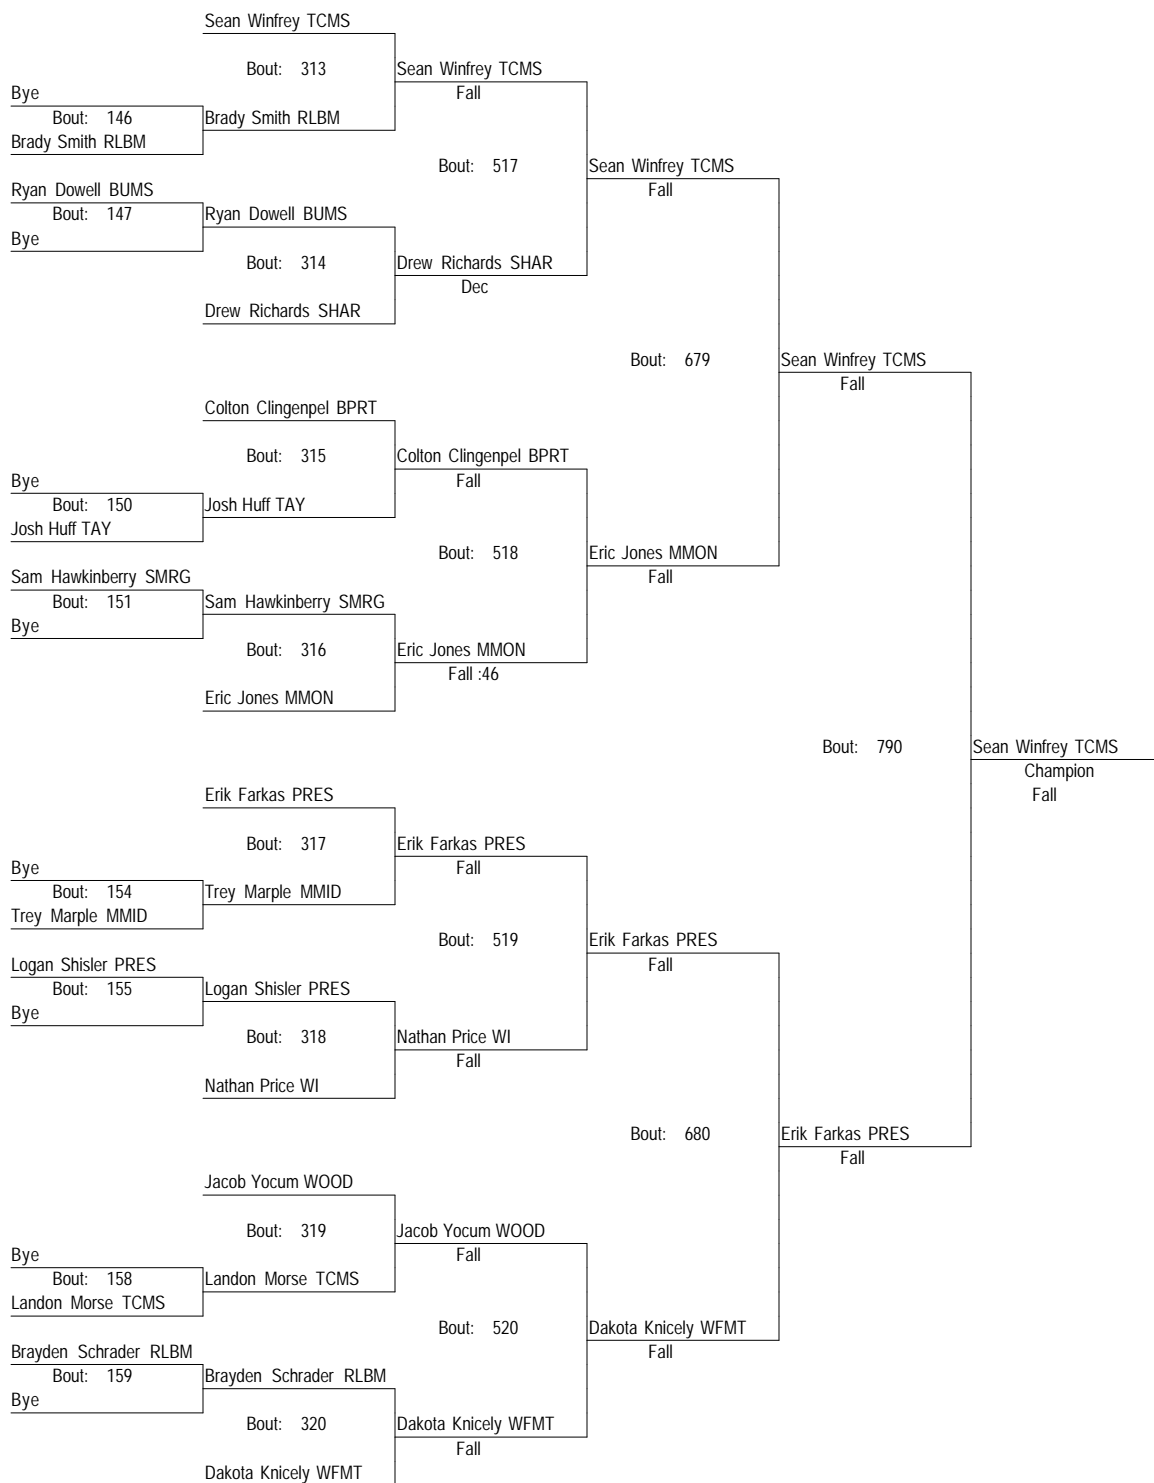 Sean Winfrey TCMS
Bout: 313
Sean Winfrey TCMS
Fall
Bye
Bout: 146
Brady Smith RLBM
Brady Smith RLBM
Bout: 517
Sean Winfrey TCMS
Fall
Ryan Dowell BUMS
Bout: 147
Ryan Dowell BUMS
Bye
Bout: 314
Drew Richards SHAR
Dec
Drew Richards SHAR
Bout: 679
Sean Winfrey TCMS
Fall
Colton Clingenpel BPRT
Bout: 315
Colton Clingenpel BPRT
Fall
Bye
Bout: 150
Josh Huff TAY
Josh Huff TAY
Bout: 518
Eric Jones MMON
Fall
Sam Hawkinberry SMRG
Bout: 151
Sam Hawkinberry SMRG
Bye
Bout: 316
Eric Jones MMON
Fall :46
Eric Jones MMON
Bout: 790
Sean Winfrey TCMS
Champion
Fall
Erik Farkas PRES
Bout: 317
Erik Farkas PRES
Fall
Bye
Bout: 154
Trey Marple MMID
Trey Marple MMID
Bout: 519
Erik Farkas PRES
Fall
Logan Shisler PRES
Bout: 155
Logan Shisler PRES
Bye
Bout: 318
Nathan Price WI
Fall
Nathan Price WI
Bout: 680
Erik Farkas PRES
Fall
Jacob Yocum WOOD
Bout: 319
Jacob Yocum WOOD
Fall
Bye
Bout: 158
Landon Morse TCMS
Landon Morse TCMS
Bout: 520
Dakota Knicely WFMT
Fall
Brayden Schrader RLBM
Bout: 159
Brayden Schrader RLBM
Bye
Bout: 320
Dakota Knicely WFMT
Fall
Dakota Knicely WFMT